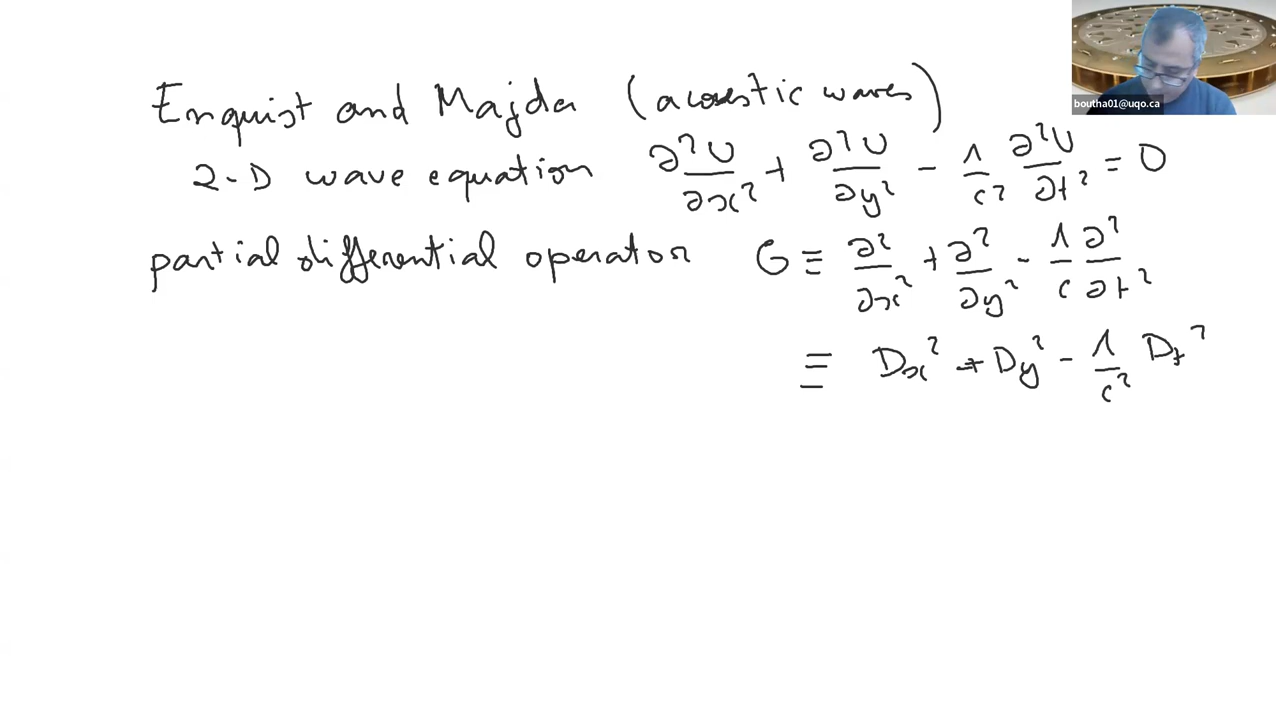 Enquist and Majda (acoustic waves)
boutha01@uqo.ca
2-D wave equation ∂²U/∂x² + ∂²U/∂y² - 1/c² ∂²U/∂t² = 0
partial differential operator G ≡ ∂²/∂x² + ∂²/∂y² - 1/c ∂²/∂t²
≡ Dx² + Dy² - 1/c² Dt²